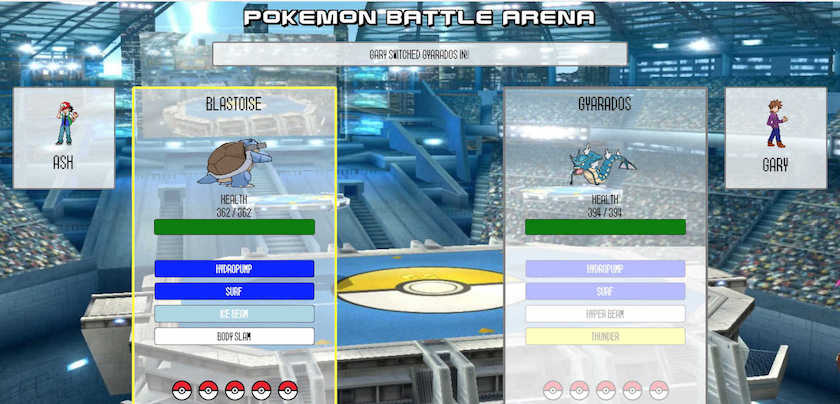 POKEMON BATTLE ARENA
GARY SWITCHED GYARADOS IN!
ASH
BLASTOISE
HEALTH
362 / 362
HYDROPUMP
SURF
ICE BEAM
BODY SLAM
GYARADOS
HEALTH
394 / 394
HYDROPUMP
SURF
HYPER BEAM
THUNDER
GARY